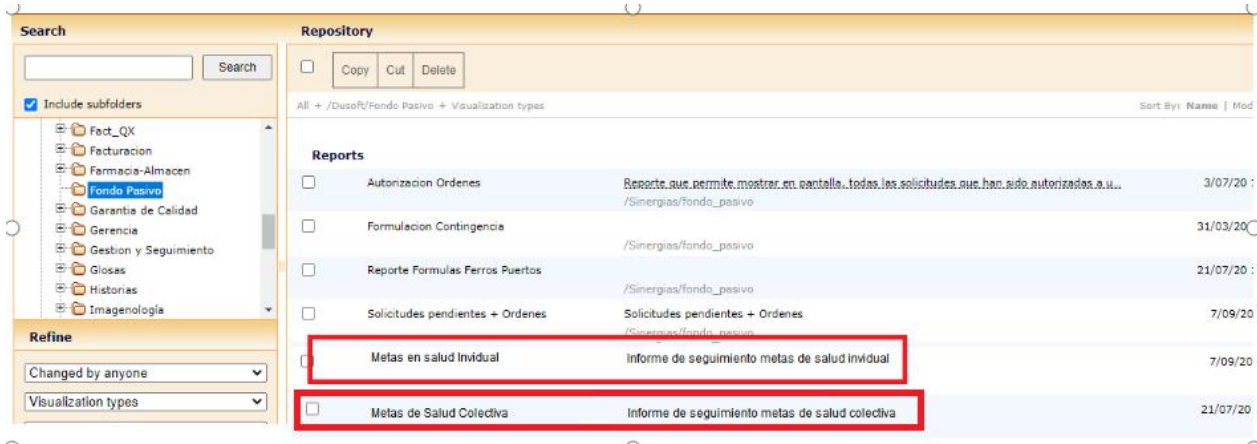 Search
Search
Include subfolders
Fact_QX
Facturacion
Farmacia-Almacen
Fondo Pasivo
Garantia de Calidad
Gerencia
Gestion y Seguimiento
Glosas
Historias
Imagenología
Refine
Changed by anyone
Visualization types
Repository
Copy Cut Delete
All + /Dusoft/Fondo Pasivo + Visualization types Sort By: Name | Mod
Reports
Autorizacion Ordenes Reporte que permite mostrar en pantalla, todas las solicitudes que han sido autorizadas a u... 3/07/20
/Sinergias/fondo_pasivo
Formulacion Contingencia 31/03/20
/Sinergias/fondo_pasivo
Reporte Formulas Ferros Puertos 21/07/20
/Sinergias/fondo_pasivo
Solicitudes pendientes + Ordenes Solicitudes pendientes + Ordenes 7/09/20
/Sinergias/fondo_pasivo
Metas en salud Invidual Informe de seguimiento metas de salud invidual 7/09/20
Metas de Salud Colectiva Informe de seguimiento metas de salud colectiva 21/07/20